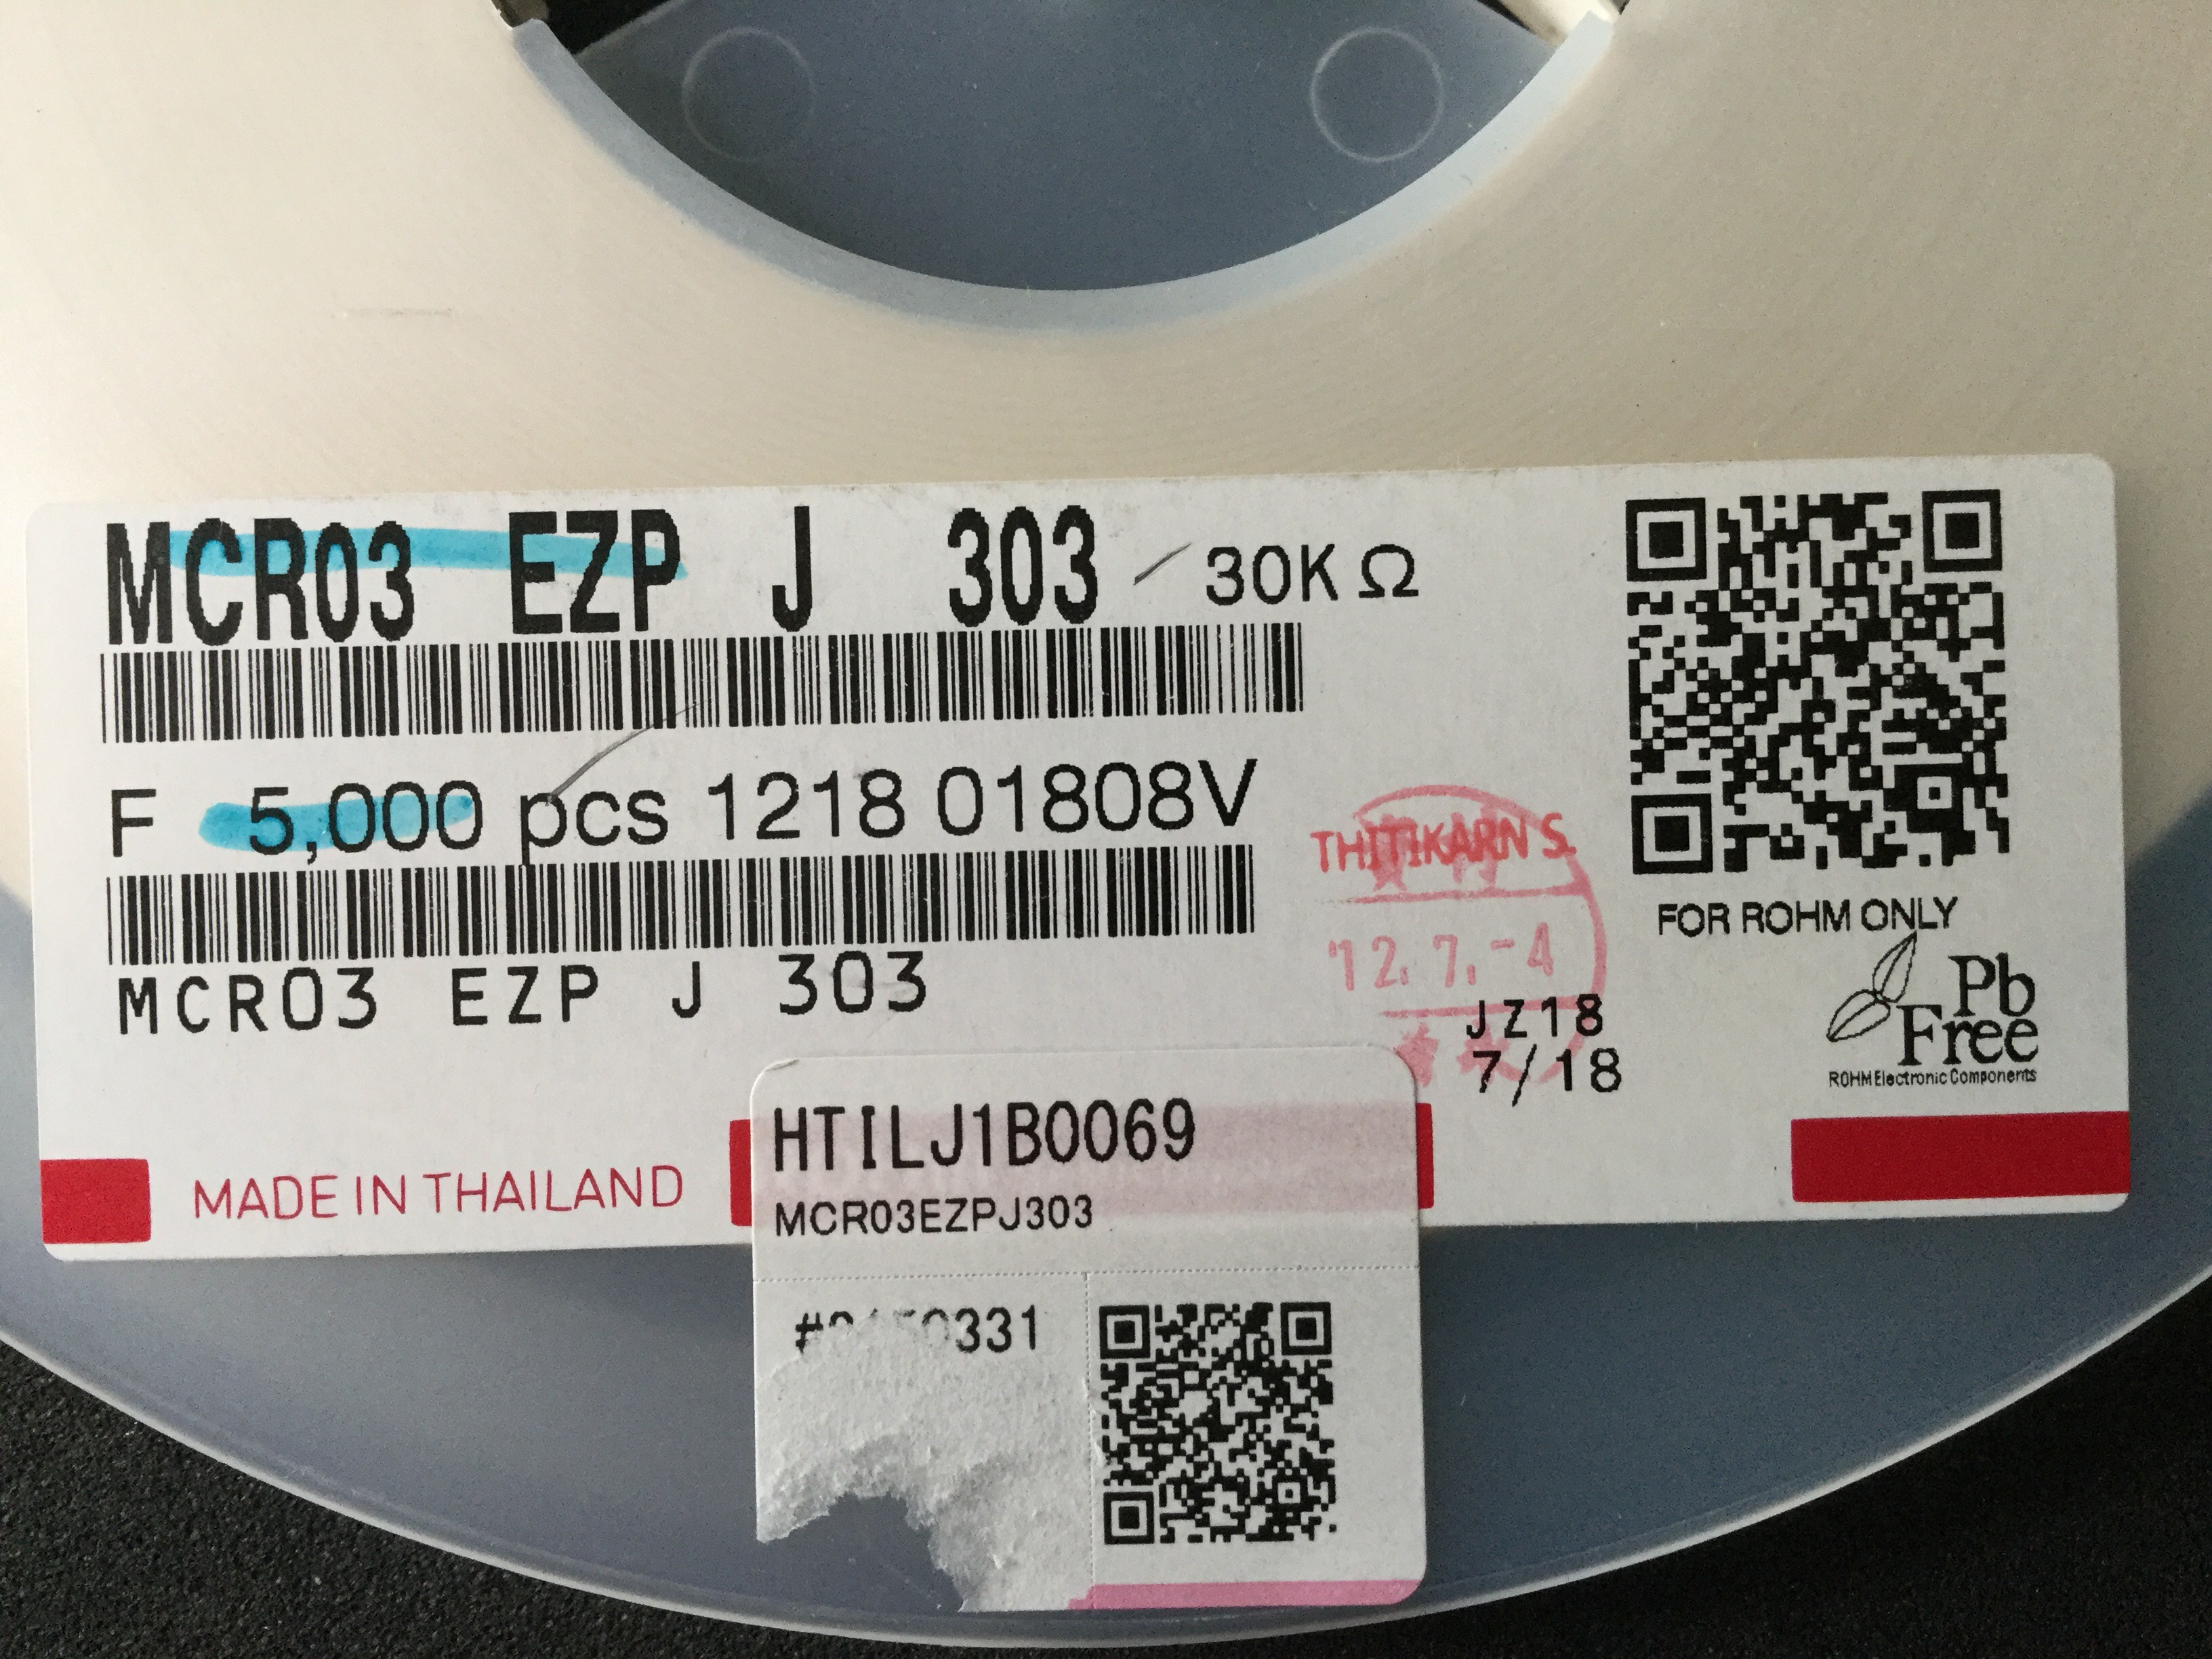 MCR03 EZP J 303 30KΩ
F 5,000 pcs 1218 01808V
MCR03 EZP J 303
THITIKARN S.
'12. 7. -4
JZ18
7/18
FOR ROHM ONLY
Pb
Free
ROHM Electronic Components
MADE IN THAILAND
HTILJ1B0069
MCR03EZPJ303